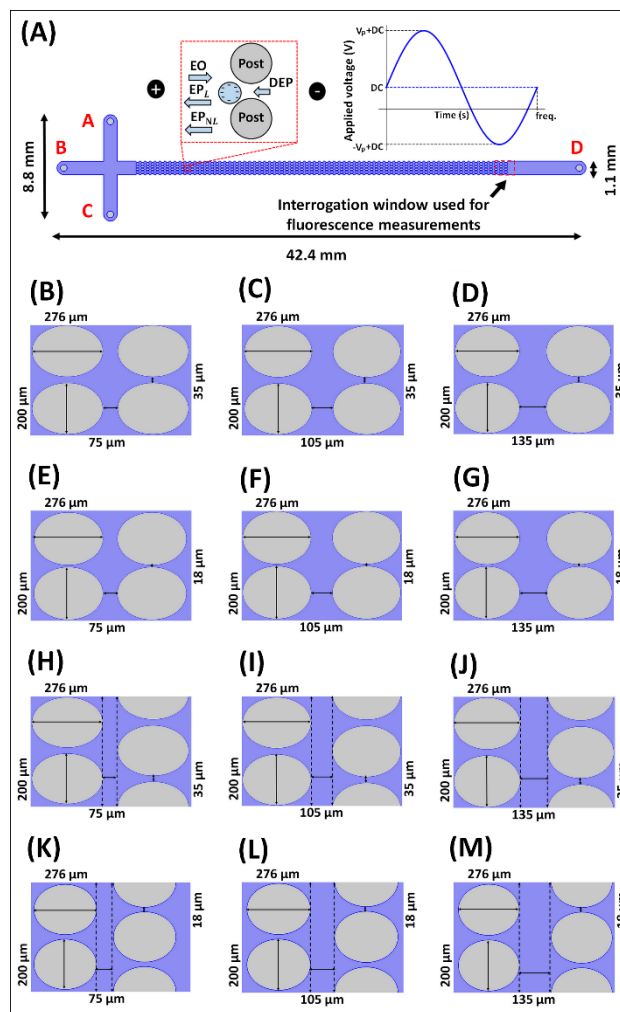 (A)
EO
EP_L
EP_NL
DEP
Post
Post
+
-
Applied voltage (V)
V_P+DC
DC
-V_P+DC
Time (s)
freq.
A
B
C
D
8.8 mm
1.1 mm
Interrogation window used for
fluorescence measurements
42.4 mm
(B)
276 µm
200 µm
35 µm
75 µm
(C)
276 µm
200 µm
35 µm
105 µm
(D)
276 µm
200 µm
35 µm
135 µm
(E)
276 µm
200 µm
18 µm
75 µm
(F)
276 µm
200 µm
18 µm
105 µm
(G)
276 µm
200 µm
18 µm
135 µm
(H)
276 µm
200 µm
35 µm
75 µm
(I)
276 µm
200 µm
35 µm
105 µm
(J)
276 µm
200 µm
35 µm
135 µm
(K)
276 µm
200 µm
18 µm
75 µm
(L)
276 µm
200 µm
18 µm
105 µm
(M)
276 µm
200 µm
18 µm
135 µm